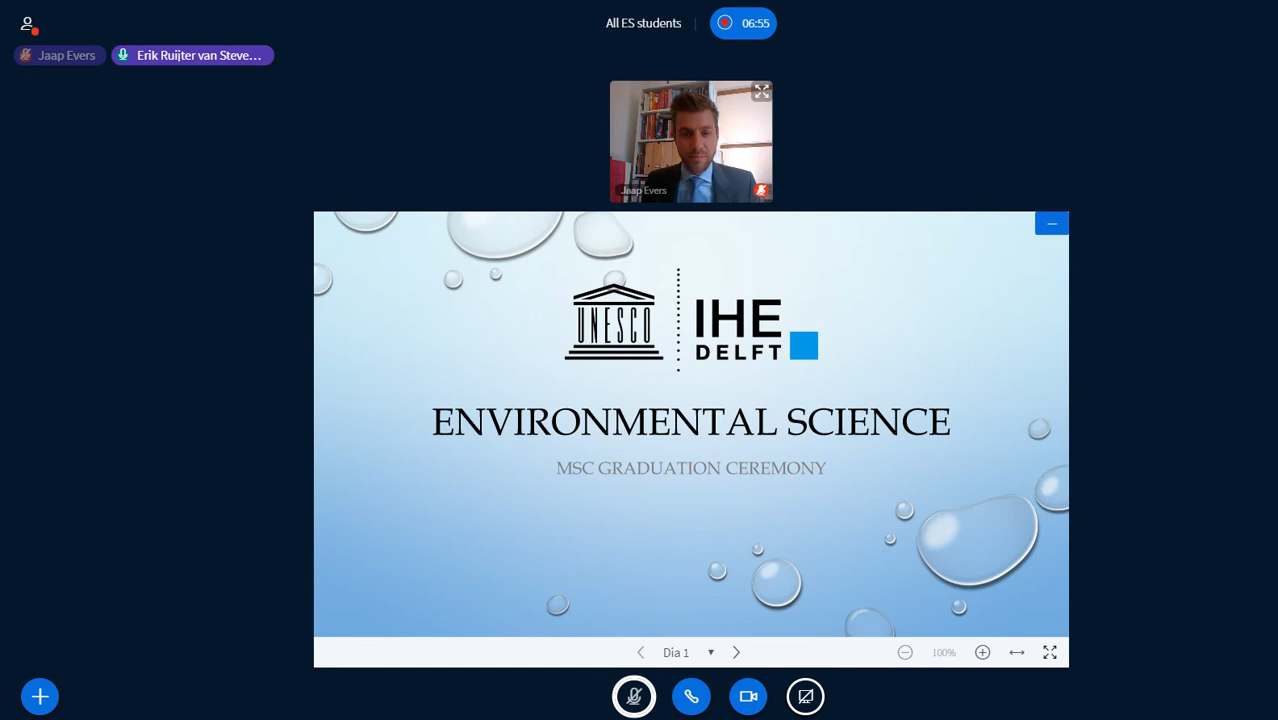 All ES students
06:55
Jaap Evers
Erik Ruijter van Steve...
Jaap Evers
UNESCO
IHE
DELFT
ENVIRONMENTAL SCIENCE
MSC GRADUATION CEREMONY
Dia 1
100%